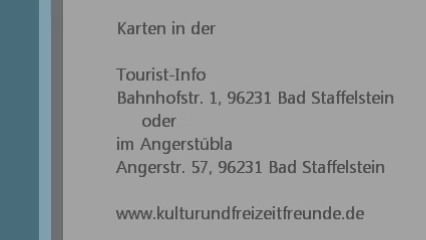 Karten in der
Tourist-Info
Bahnhofstr. 1, 96231 Bad Staffelstein
oder
im Angerstübla
Angerstr. 57, 96231 Bad Staffelstein
www.kulturundfreizeitfreunde.de